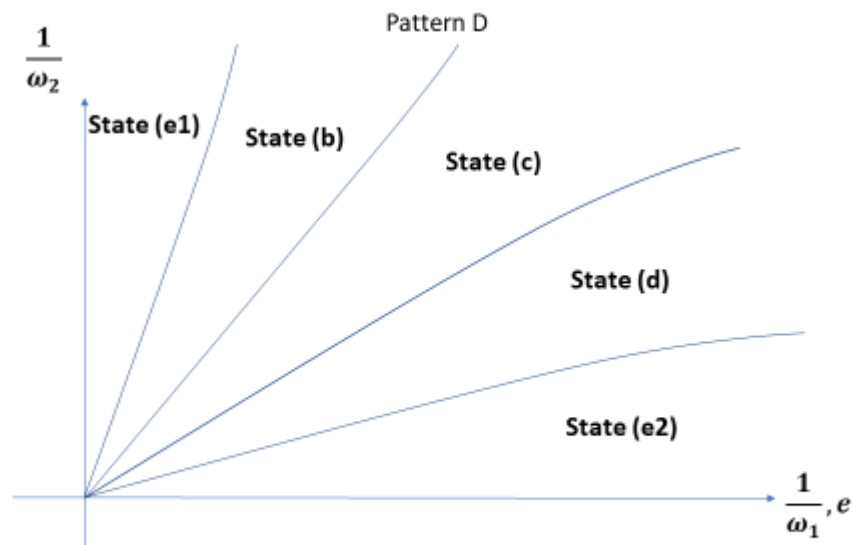 Pattern D
1/ω₂
State (e1)
State (b)
State (c)
State (d)
State (e2)
1/ω₁, e